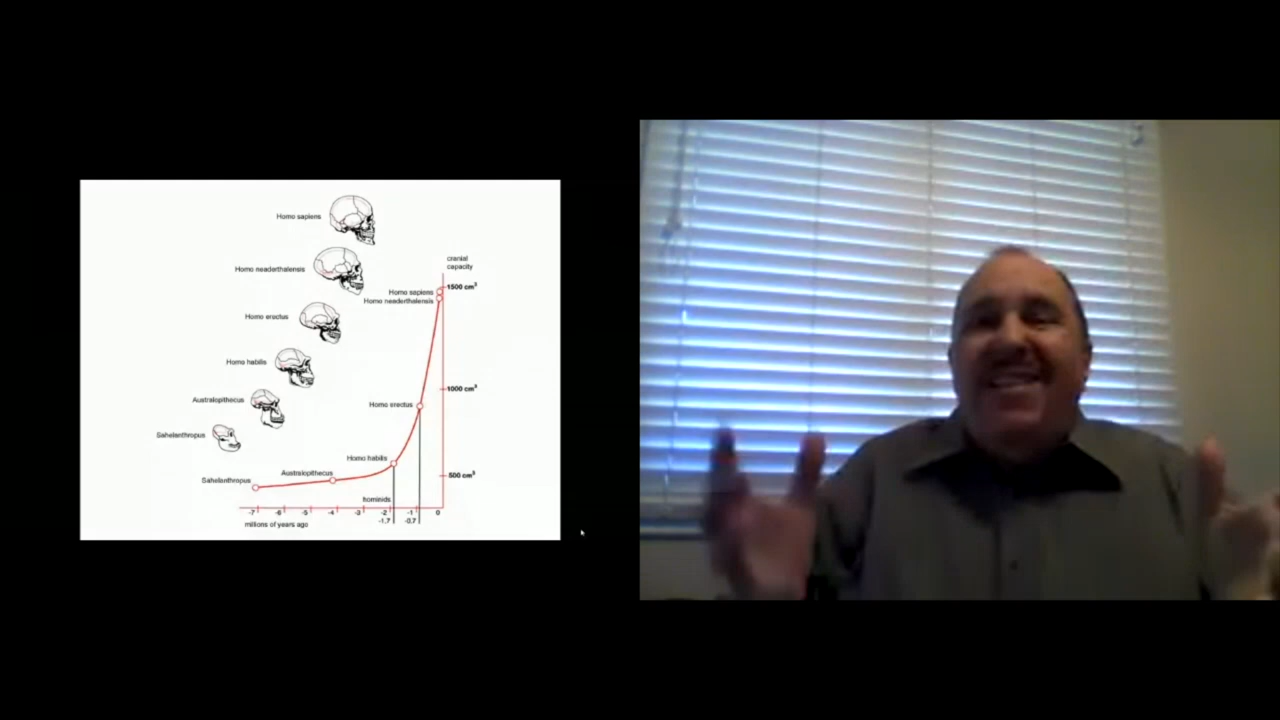 Homo sapiens
Homo neaderthalensis
cranial
capacity
Homo sapiens
1500 cm³
Homo neaderthalensis
Homo erectus
Homo habilis
1000 cm³
Australopithecus
Homo erectus
Sahelanthropus
Homo habilis
Australopithecus
500 cm³
Sahelanthropus
hominids
-7 -6 -5 -4 -3 -2 -1 0
-1.7 -0.7
millions of years ago